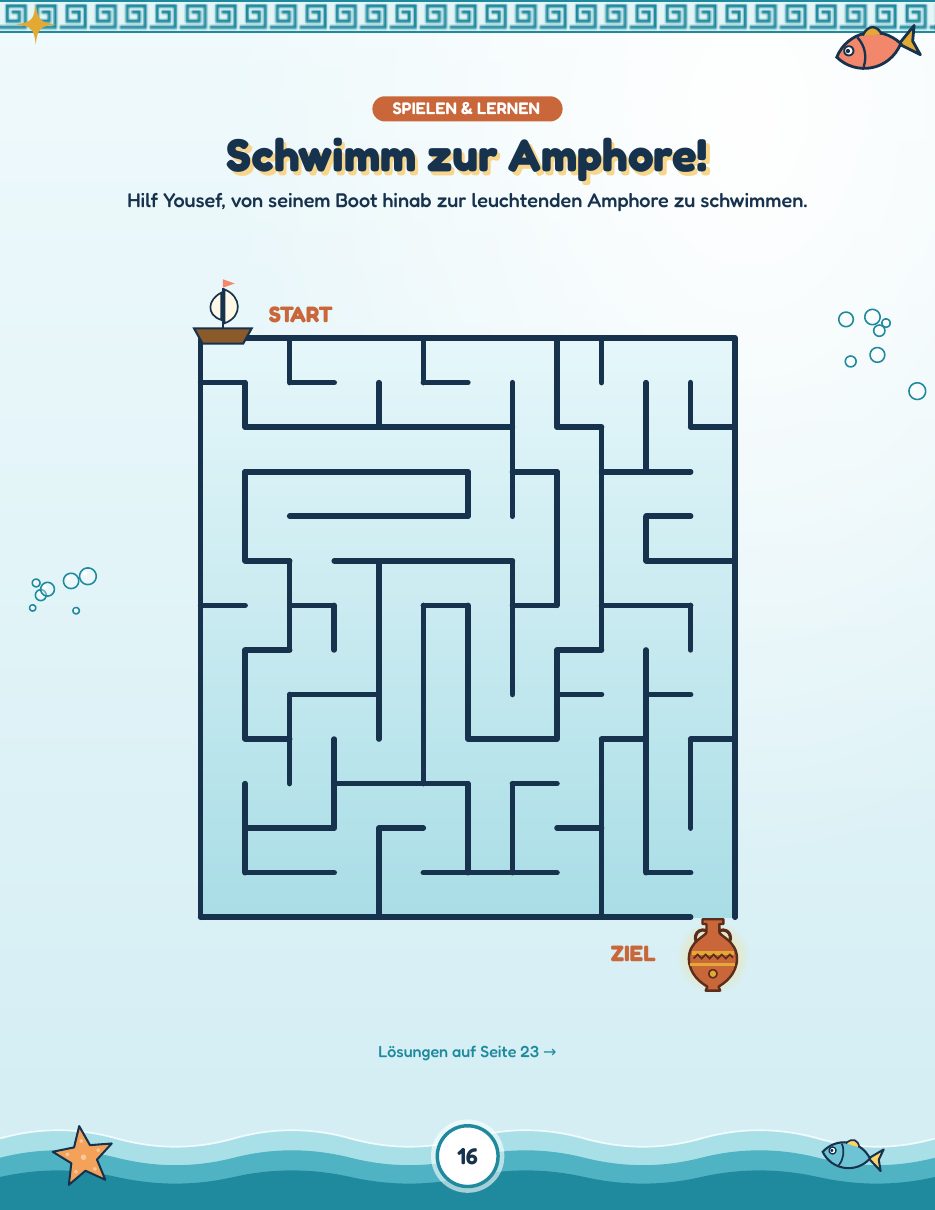 SPIELEN & LERNEN
Schwimm zur Amphore!
Hilf Yousef, von seinem Boot hinab zur leuchtenden Amphore zu schwimmen.
START
ZIEL
Lösungen auf Seite 23 →
16